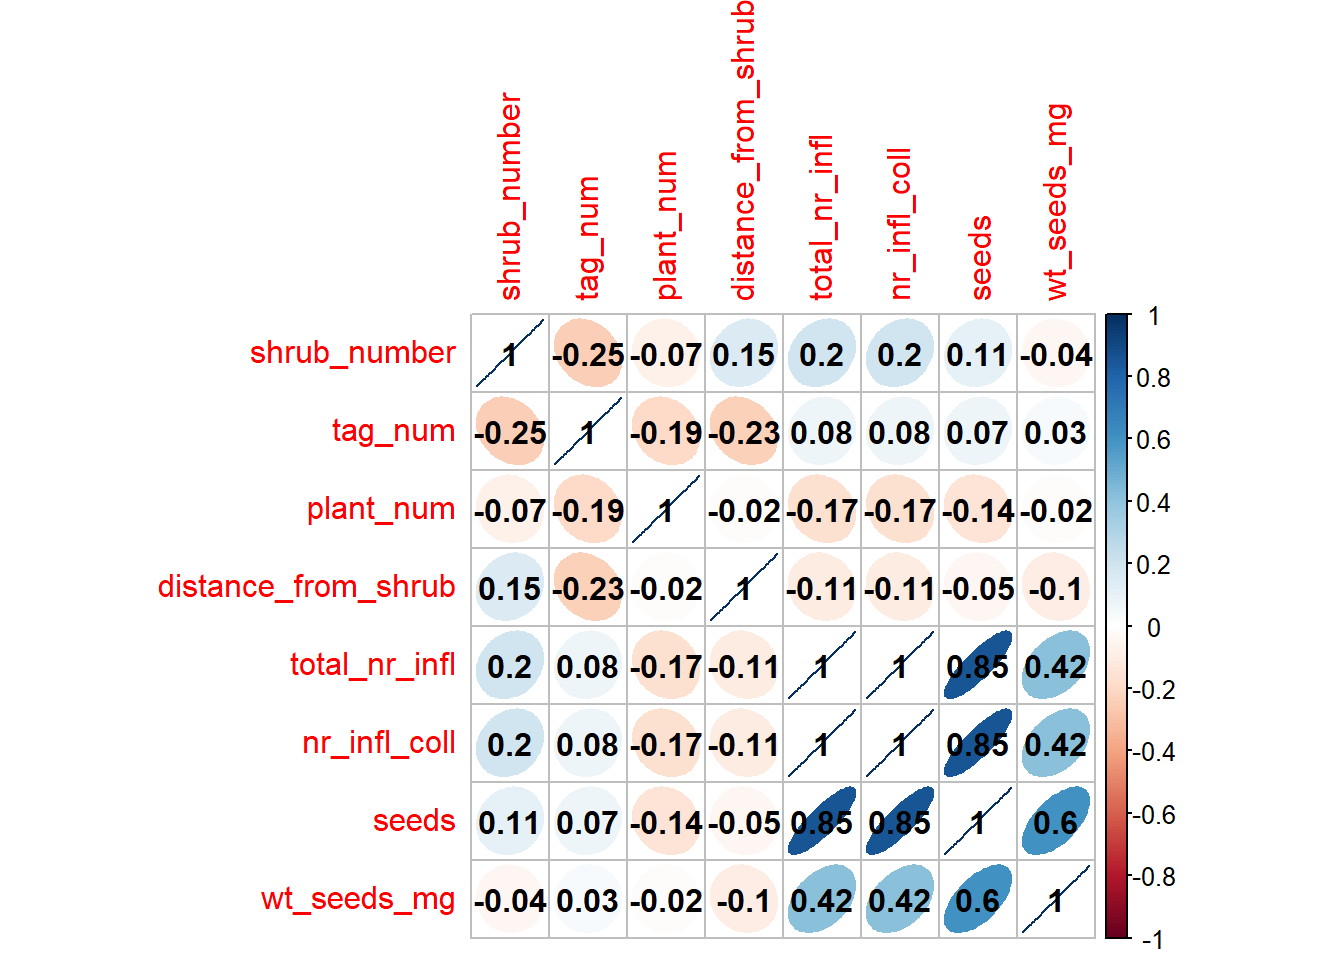 shrub_number
tag_num
plant_num
distance_from_shrub
total_nr_infl
nr_infl_coll
seeds
wt_seeds_mg
shrub_number 1 -0.25 -0.07 0.15 0.2 0.2 0.11 -0.04
tag_num -0.25 1 -0.19 -0.23 0.08 0.08 0.07 0.03
plant_num -0.07 -0.19 1 -0.02 -0.17 -0.17 -0.14 -0.02
distance_from_shrub 0.15 -0.23 -0.02 1 -0.11 -0.11 -0.05 -0.1
total_nr_infl 0.2 0.08 -0.17 -0.11 1 1 0.85 0.42
nr_infl_coll 0.2 0.08 -0.17 -0.11 1 1 0.85 0.42
seeds 0.11 0.07 -0.14 -0.05 0.85 0.85 1 0.6
wt_seeds_mg -0.04 0.03 -0.02 -0.1 0.42 0.42 0.6 1
1
0.8
0.6
0.4
0.2
0
-0.2
-0.4
-0.6
-0.8
-1